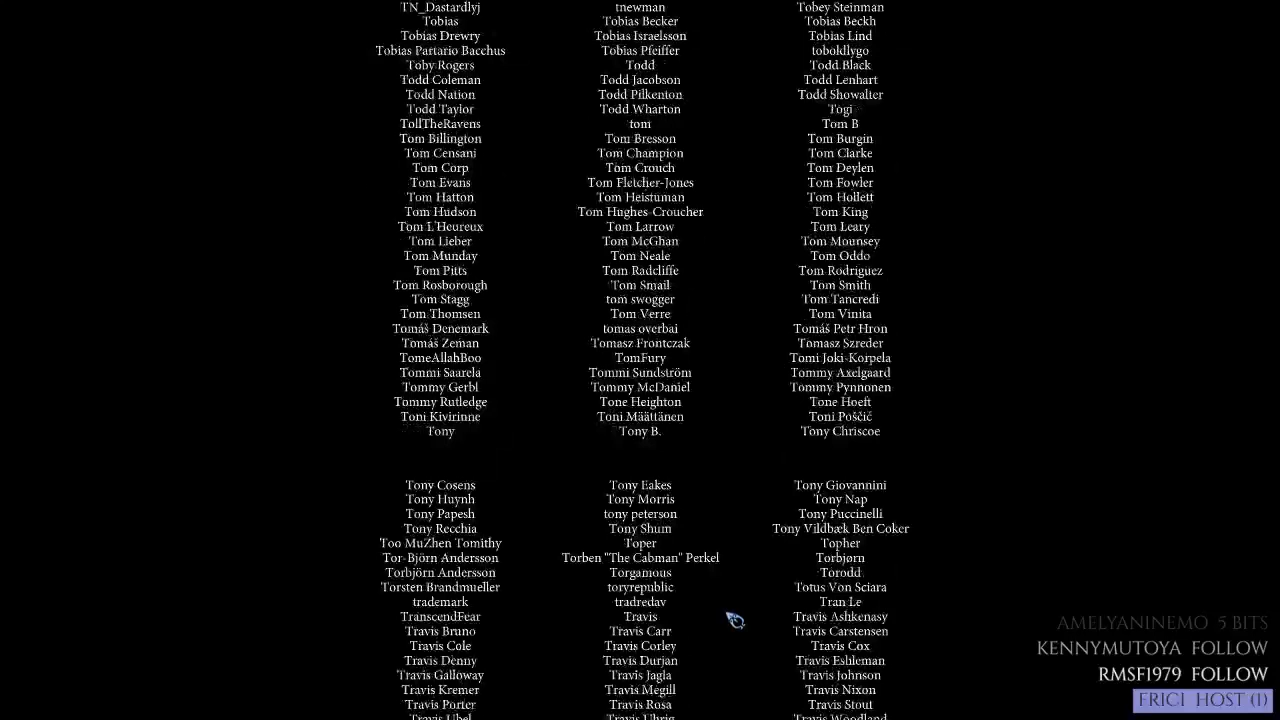 TN_Dastardlyj tnewman Tobey Steinman
Tobias Tobias Becker Tobias Beckh
Tobias Drewry Tobias Israelsson Tobias Lind
Tobias Partario Bacchus Tobias Pfeiffer toboldlygo
Toby Rogers Todd Todd Black
Todd Coleman Todd Jacobson Todd Lenhart
Todd Nation Todd Pilkenton Todd Showalter
Todd Taylor Todd Wharton Togi
TollTheRavens tom Tom B
Tom Billington Tom Bresson Tom Burgin
Tom Censani Tom Champion Tom Clarke
Tom Corp Tom Crouch Tom Deylen
Tom Evans Tom Fletcher-Jones Tom Fowler
Tom Hatton Tom Heistuman Tom Hollett
Tom Hudson Tom Hughes-Croucher Tom King
Tom L'Heureux Tom Larrow Tom Leary
Tom Lieber Tom McGhan Tom Mounsey
Tom Munday Tom Neale Tom Oddo
Tom Pitts Tom Radcliffe Tom Rodriguez
Tom Rosborough Tom Smail Tom Smith
Tom Stagg tom swogger Tom Tancredi
Tom Thomsen Tom Verre Tom Vinita
Tomáš Denemark tomas overbai Tomáš Petr Hron
Tomáš Zeman Tomasz Frontczak Tomasz Szreder
TomeAllahBoo TomFury Tomi Joki-Korpela
Tommi Saarela Tommi Sundström Tommy Axelgaard
Tommy Gerbl Tommy McDaniel Tommy Pynnonen
Tommy Rutledge Tone Heighton Tone Hoeft
Toni Kivirinne Toni Määttänen Toni Poščić
Tony Tony B. Tony Chriscoe
Tony Cosens Tony Eakes Tony Giovannini
Tony Huynh Tony Morris Tony Nap
Tony Papesh tony peterson Tony Puccinelli
Tony Recchia Tony Shum Tony Vildbæk Ben Coker
Too MuZhen Tomithy Toper Topher
Tor-Björn Andersson Torben "The Cabman" Perkel Torbjørn
Torbjörn Andersson Torgamous Torodd
Torsten Brandmueller toryrepublic Totus Von Sciara
trademark tradredav Tran Le
TranscendFear Travis Travis Ashkenasy
Travis Bruno Travis Carr Travis Carstensen
Travis Cole Travis Corley Travis Cox
Travis Denny Travis Durjan Travis Eshleman
Travis Galloway Travis Jagla Travis Johnson
Travis Kremer Travis Megill Travis Nixon
Travis Porter Travis Rosa Travis Stout
Travis Ubel Travis Uhrig Travis Woodland
AMELYANINEMO 5 BITS
KENNYMUTOYA FOLLOW
RMSF1979 FOLLOW
FRICI HOST (1)